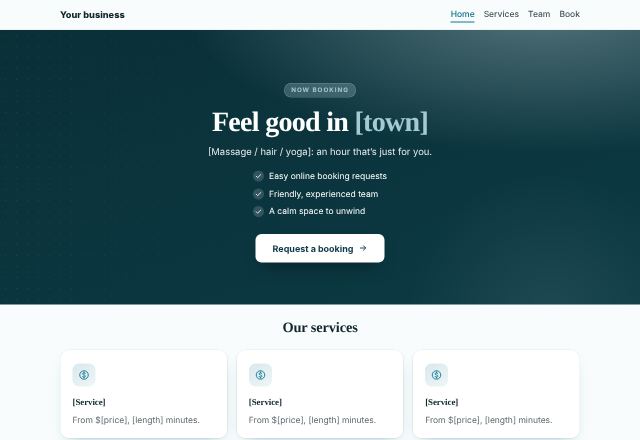 Your business
Home Services Team Book
NOW BOOKING
Feel good in [town]
[Massage / hair / yoga]: an hour that's just for you.
Easy online booking requests
Friendly, experienced team
A calm space to unwind
Request a booking →
Our services
[Service]
From $[price], [length] minutes.
[Service]
From $[price], [length] minutes.
[Service]
From $[price], [length] minutes.